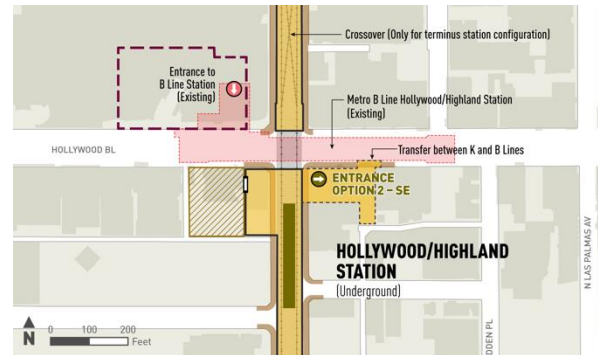 Crossover (Only for terminus station configuration)
Entrance to
B Line Station
(Existing)
Metro B Line Hollywood/Highland Station
(Existing)
HOLLYWOOD BL
Transfer between K and B Lines
ENTRANCE
OPTION 2 – SE
HOLLYWOOD/HIGHLAND
STATION
(Underground)
N LAS PALMAS AV
DDEN PL
N
0 100 200
Feet